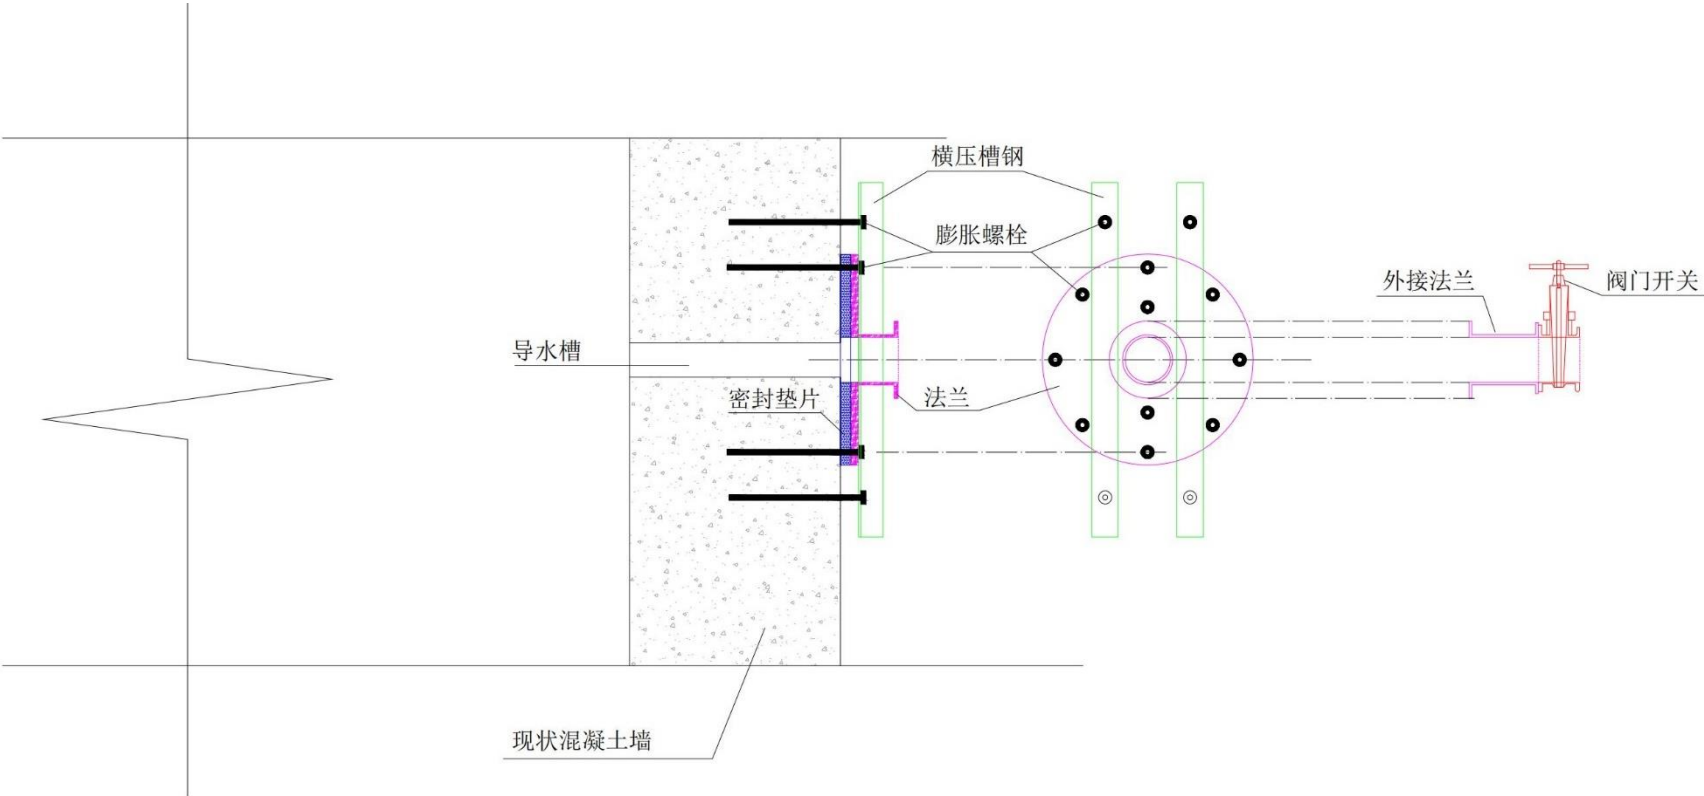 横压槽钢
膨胀螺栓
外接法兰
阀门开关
导水槽
密封垫片
法兰
现状混凝土墙